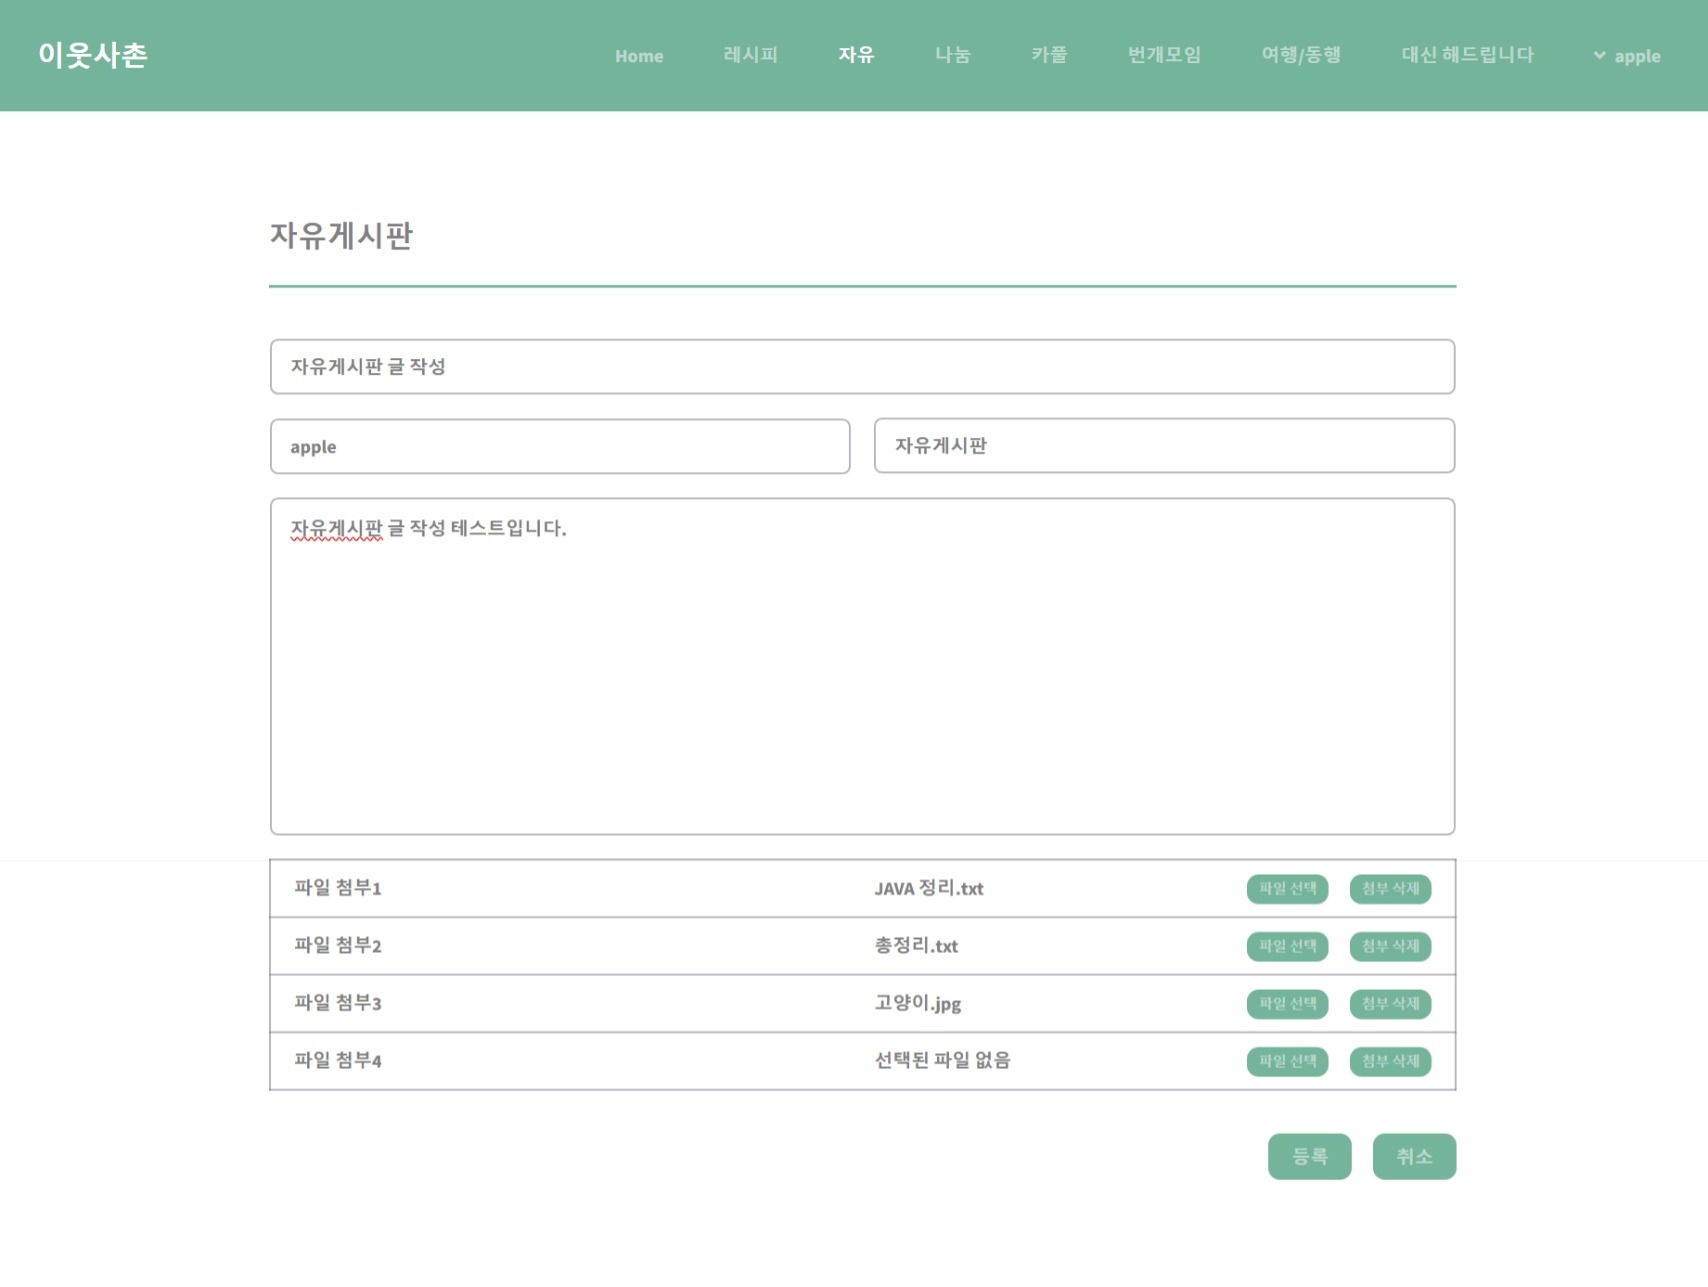 이웃사촌 Home 레시피 자유 나눔 카풀 번개모임 여행/동행 대신 해드립니다 apple
자유게시판
자유게시판 글 작성
apple 자유게시판
자유게시판 글 작성 테스트입니다.
파일 첨부1 JAVA 정리.txt 파일 선택 첨부 삭제
파일 첨부2 총정리.txt 파일 선택 첨부 삭제
파일 첨부3 고양이.jpg 파일 선택 첨부 삭제
파일 첨부4 선택된 파일 없음 파일 선택 첨부 삭제
등록 취소